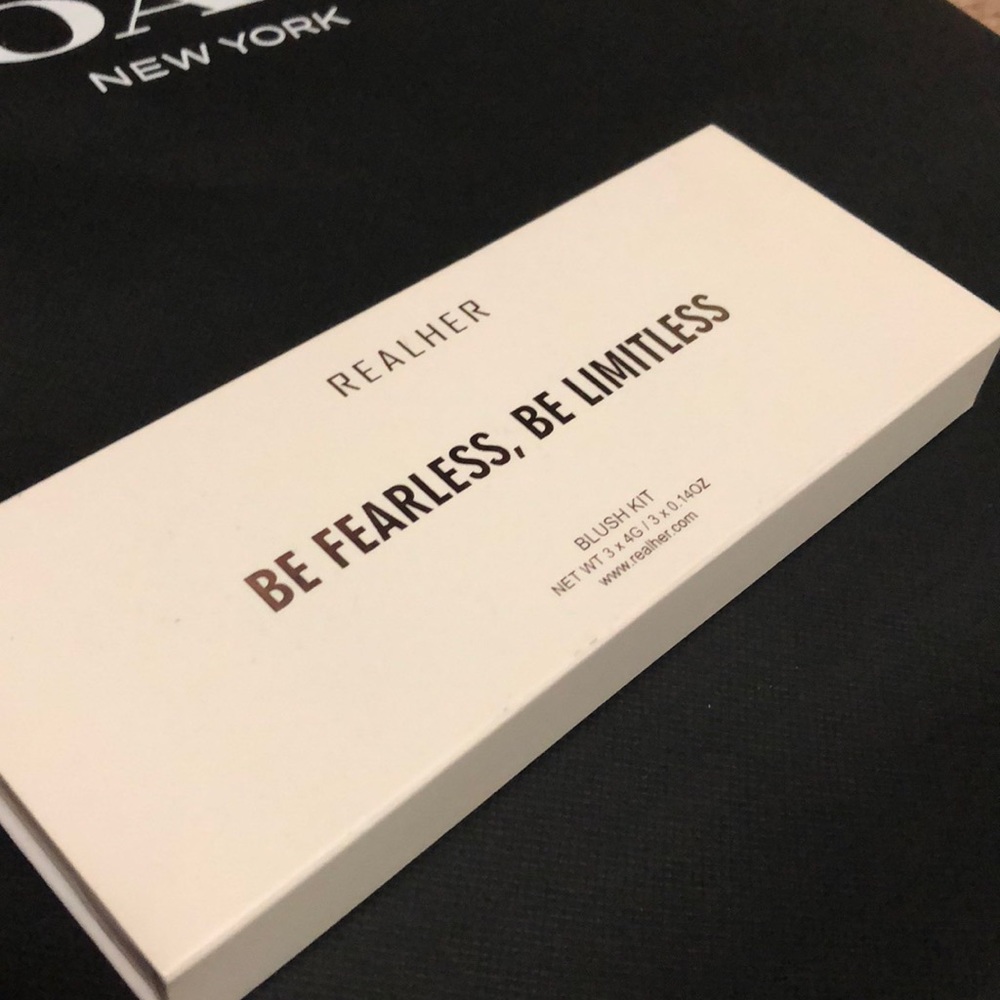 NEW YORK
REALHER
BE FEARLESS, BE LIMITLESS
BLUSH KIT
NET WT 3 x 4G / 3 x 0.14OZ
www.realher.com